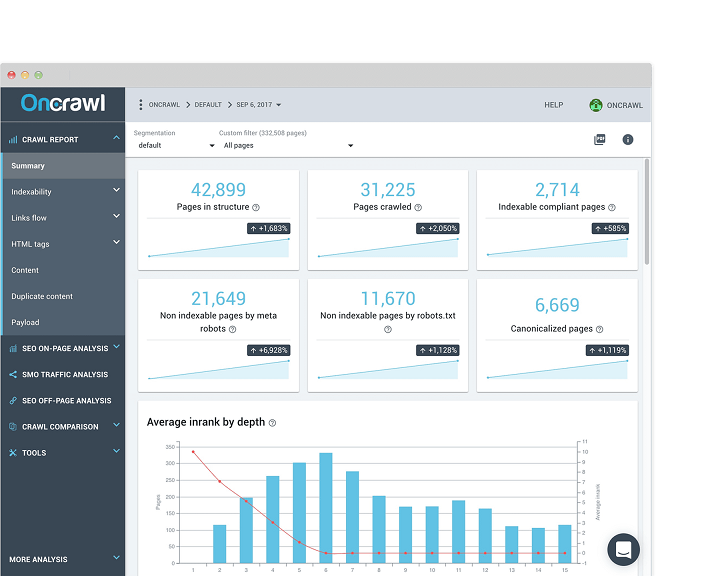 Oncrawl
ONCRAWL
DEFAULT
SEP 6, 2017
HELP
ONCRAWL
CRAWL REPORT
Summary
Indexability
Links flow
HTML tags
Content
Duplicate content
Payload
SEO ON-PAGE ANALYSIS
SMO TRAFFIC ANALYSIS
SEO OFF-PAGE ANALYSIS
CRAWL COMPARISON
TOOLS
MORE ANALYSIS
Segmentation
default
Custom filter (332,508 pages)
All pages
PDF
42,899
Pages in structure
+1,683%
31,225
Pages crawled
+2,050%
2,714
Indexable compliant pages
+585%
21,649
Non indexable pages by meta
robots
+6,928%
11,670
Non indexable pages by robots.txt
+1,128%
6,669
Canonicalized pages
+1,119%
Average inrank by depth
Pages
350
300
250
200
150
100
50
0
11
10
9
8
7
6
5
4
3
2
1
0
-1
Average inrank
1 2 3 4 5 6 7 8 9 10 11 12 13 14 15